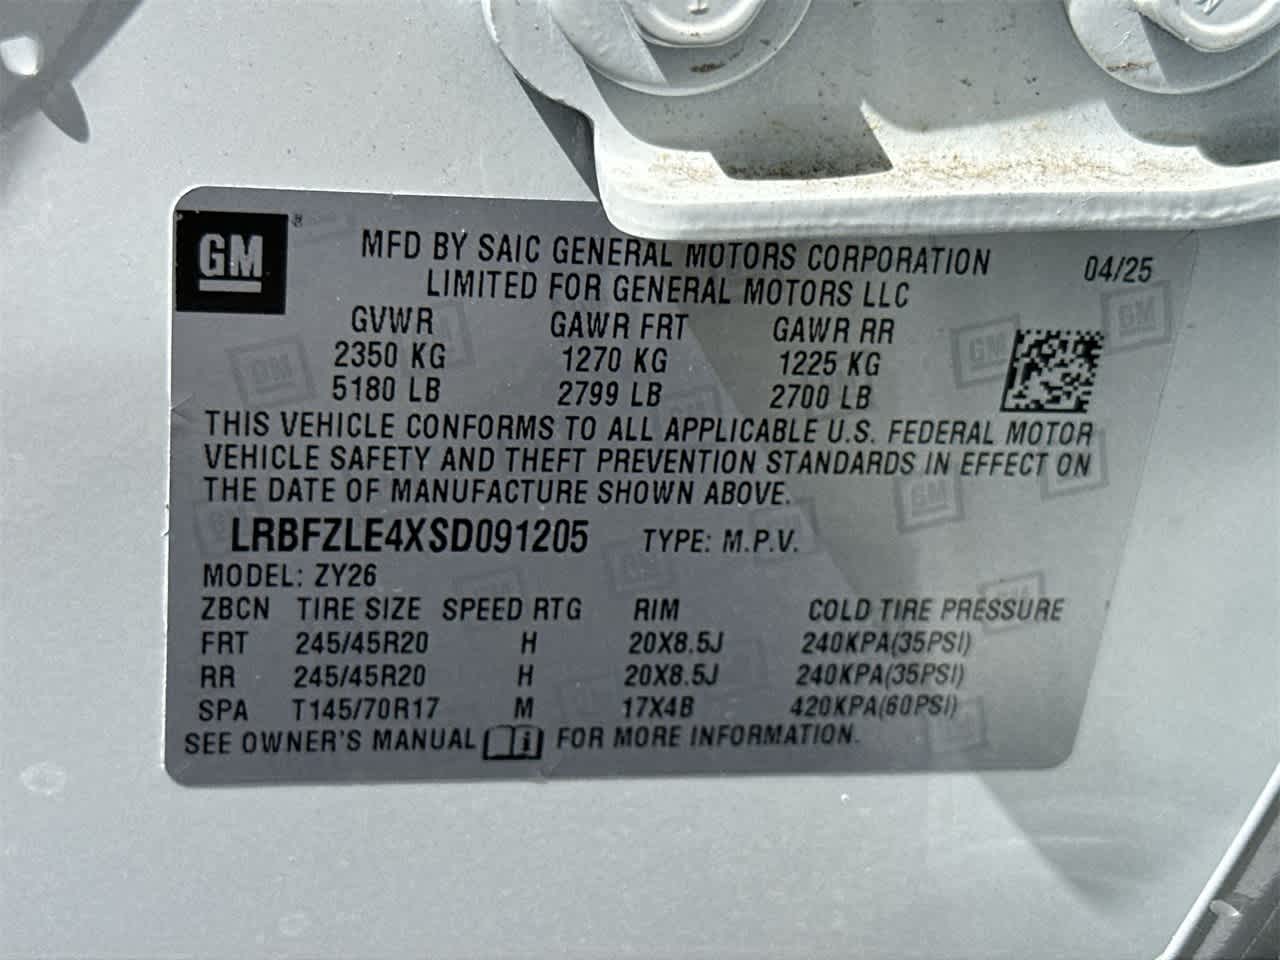 GM ®
MFD BY SAIC GENERAL MOTORS CORPORATION
LIMITED FOR GENERAL MOTORS LLC
04/25
GVWR GAWR FRT GAWR RR
2350 KG 1270 KG 1225 KG
5180 LB 2799 LB 2700 LB
THIS VEHICLE CONFORMS TO ALL APPLICABLE U.S. FEDERAL MOTOR
VEHICLE SAFETY AND THEFT PREVENTION STANDARDS IN EFFECT ON
THE DATE OF MANUFACTURE SHOWN ABOVE.
LRBFZLE4XSD091205 TYPE: M.P.V.
MODEL: ZY26
ZBCN TIRE SIZE SPEED RTG RIM COLD TIRE PRESSURE
FRT 245/45R20 H 20X8.5J 240KPA(35PSI)
RR 245/45R20 H 20X8.5J 240KPA(35PSI)
SPA T145/70R17 M 17X4B 420KPA(60PSI)
SEE OWNER'S MANUAL i FOR MORE INFORMATION.